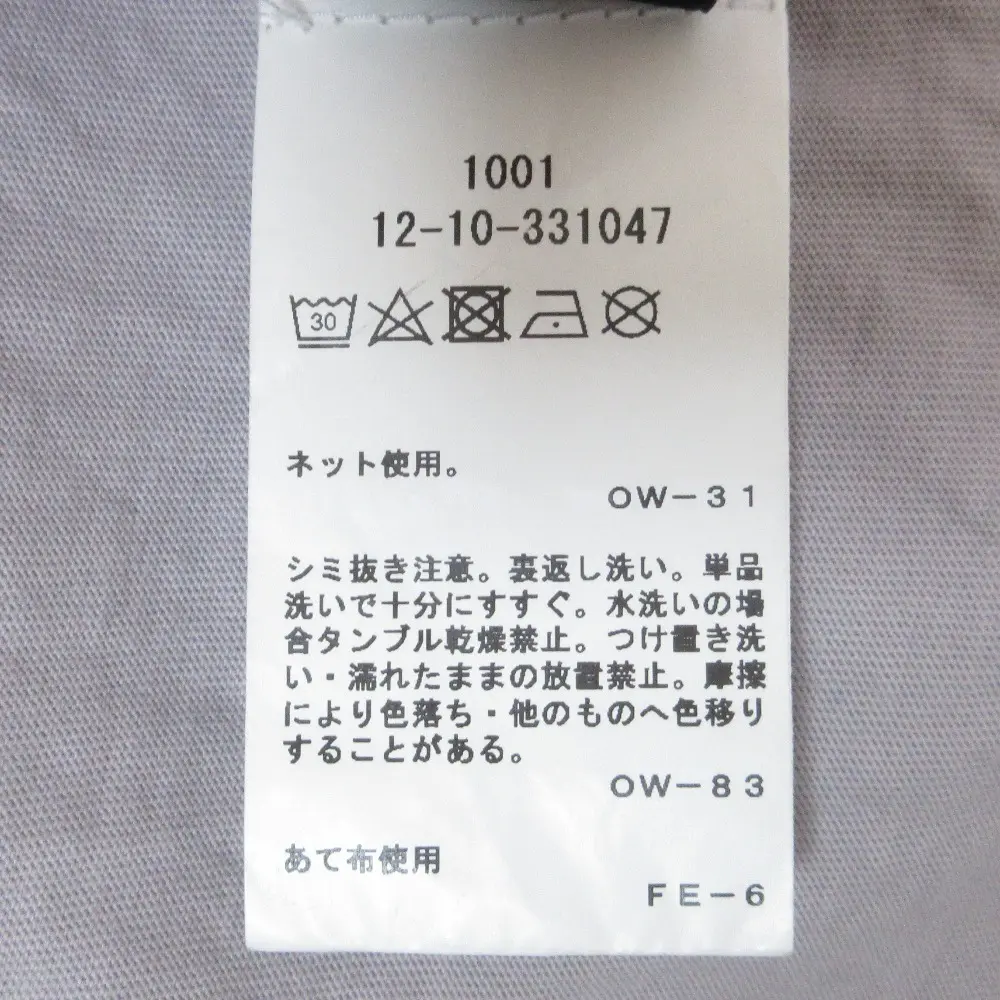 1001
12-10-331047
30
ネット使用。
OW-31
シミ抜き注意。裏返し洗い。単品
洗いで十分にすすぐ。水洗いの場
合タンブル乾燥禁止。つけ置き洗
い・濡れたままの放置禁止。摩擦
により色落ち・他のものへ色移り
することがある。
OW-83
あて布使用
FE-6